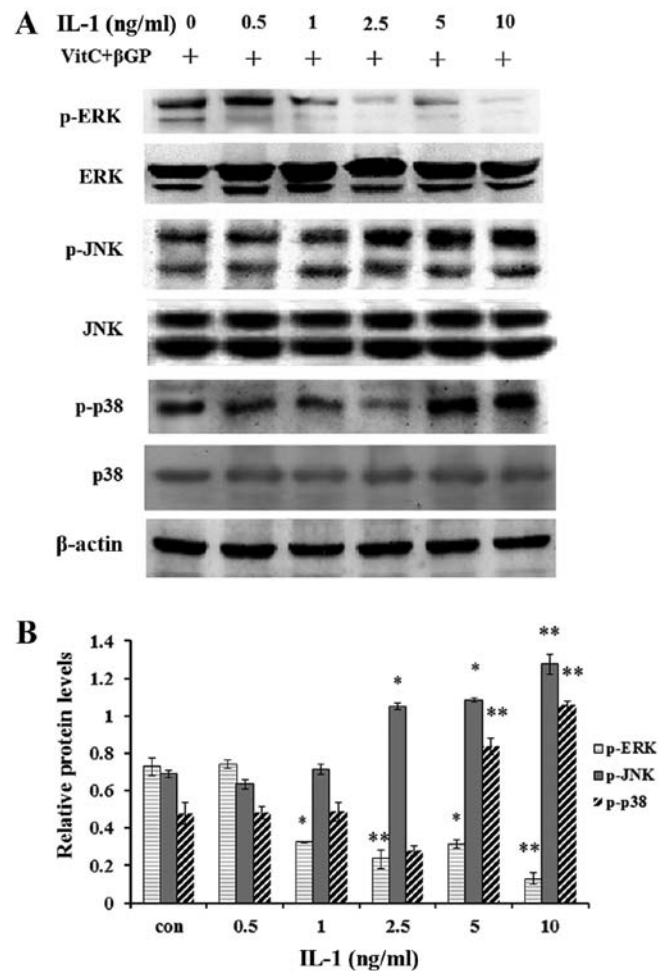 A IL-1 (ng/ml) 0 0.5 1 2.5 5 10
VitC+βGP + + + + + +
p-ERK
ERK
p-JNK
JNK
p-p38
p38
β-actin
B
Relative protein levels
1.4
1.2
1
0.8
0.6
0.4
0.2
0
* ** * * * ** ** ** **
p-ERK
p-JNK
p-p38
con 0.5 1 2.5 5 10
IL-1 (ng/ml)